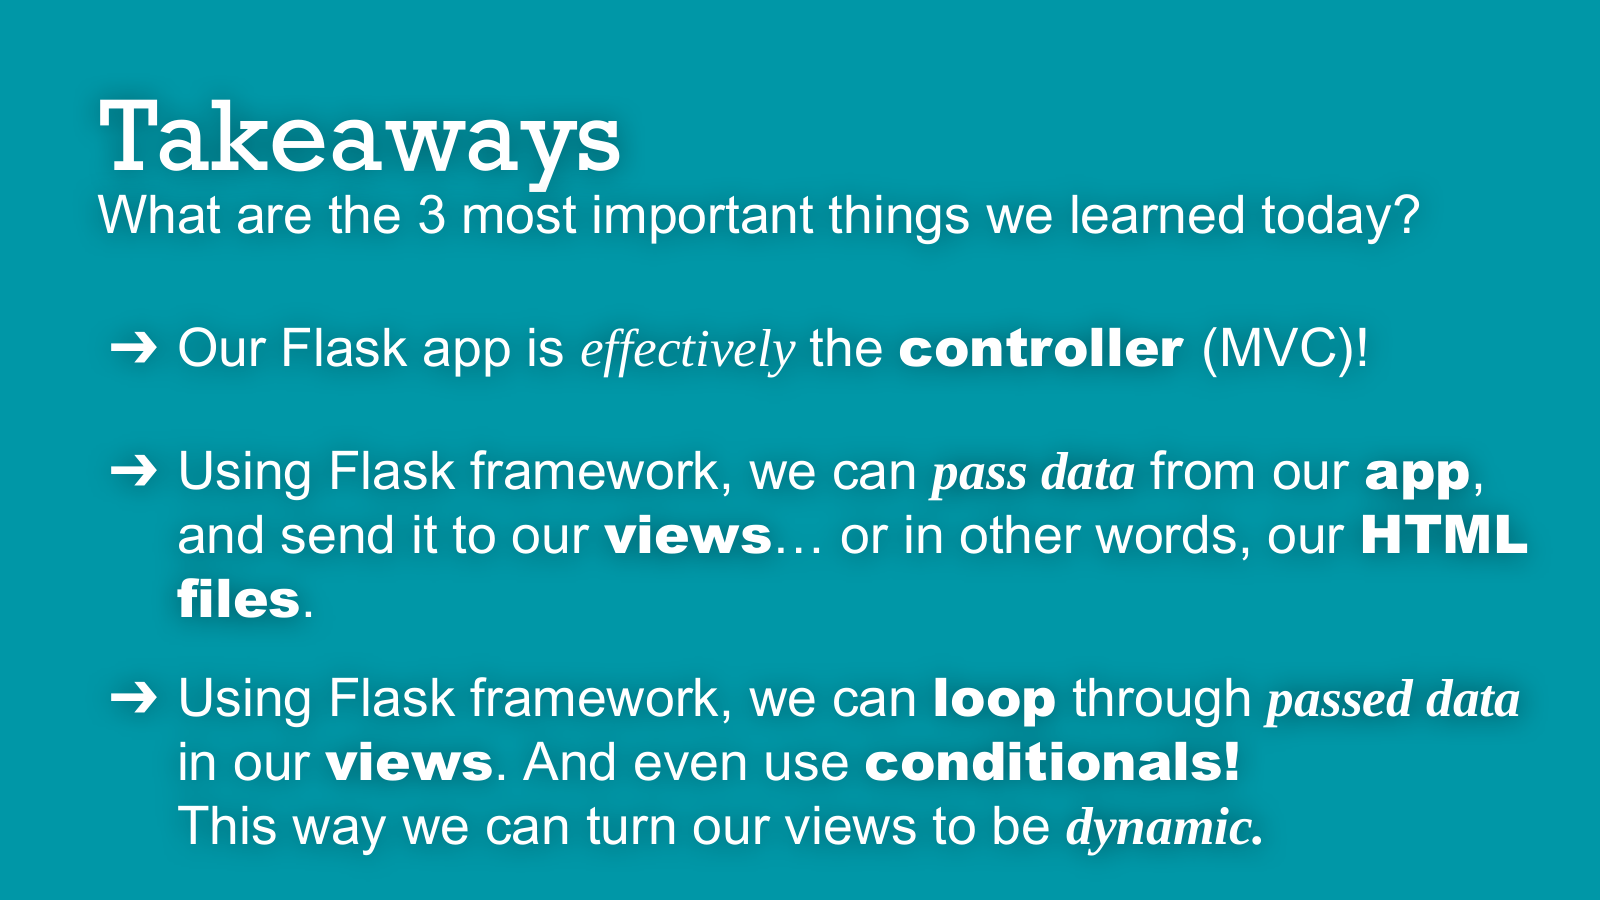 Takeaways
What are the 3 most important things we learned today?
➔ Our Flask app is effectively the controller (MVC)!
➔ Using Flask framework, we can pass data from our app,
and send it to our views… or in other words, our HTML
files.
➔ Using Flask framework, we can loop through passed data
in our views. And even use conditionals!
This way we can turn our views to be dynamic.